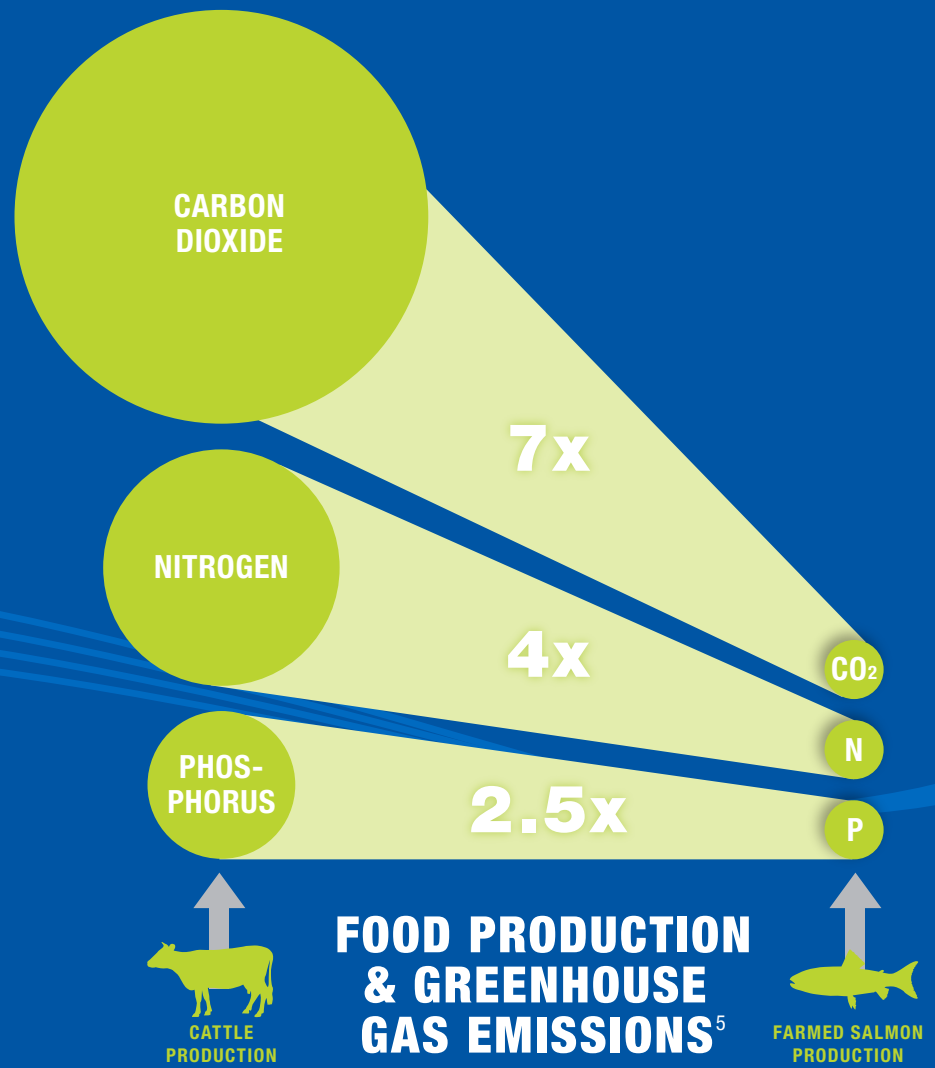 CARBON
DIOXIDE
7x
NITROGEN
4x
CO₂
N
PHOS-
PHORUS
2.5x
P
FOOD PRODUCTION
& GREENHOUSE
GAS EMISSIONS⁵
CATTLE
PRODUCTION
FARMED SALMON
PRODUCTION